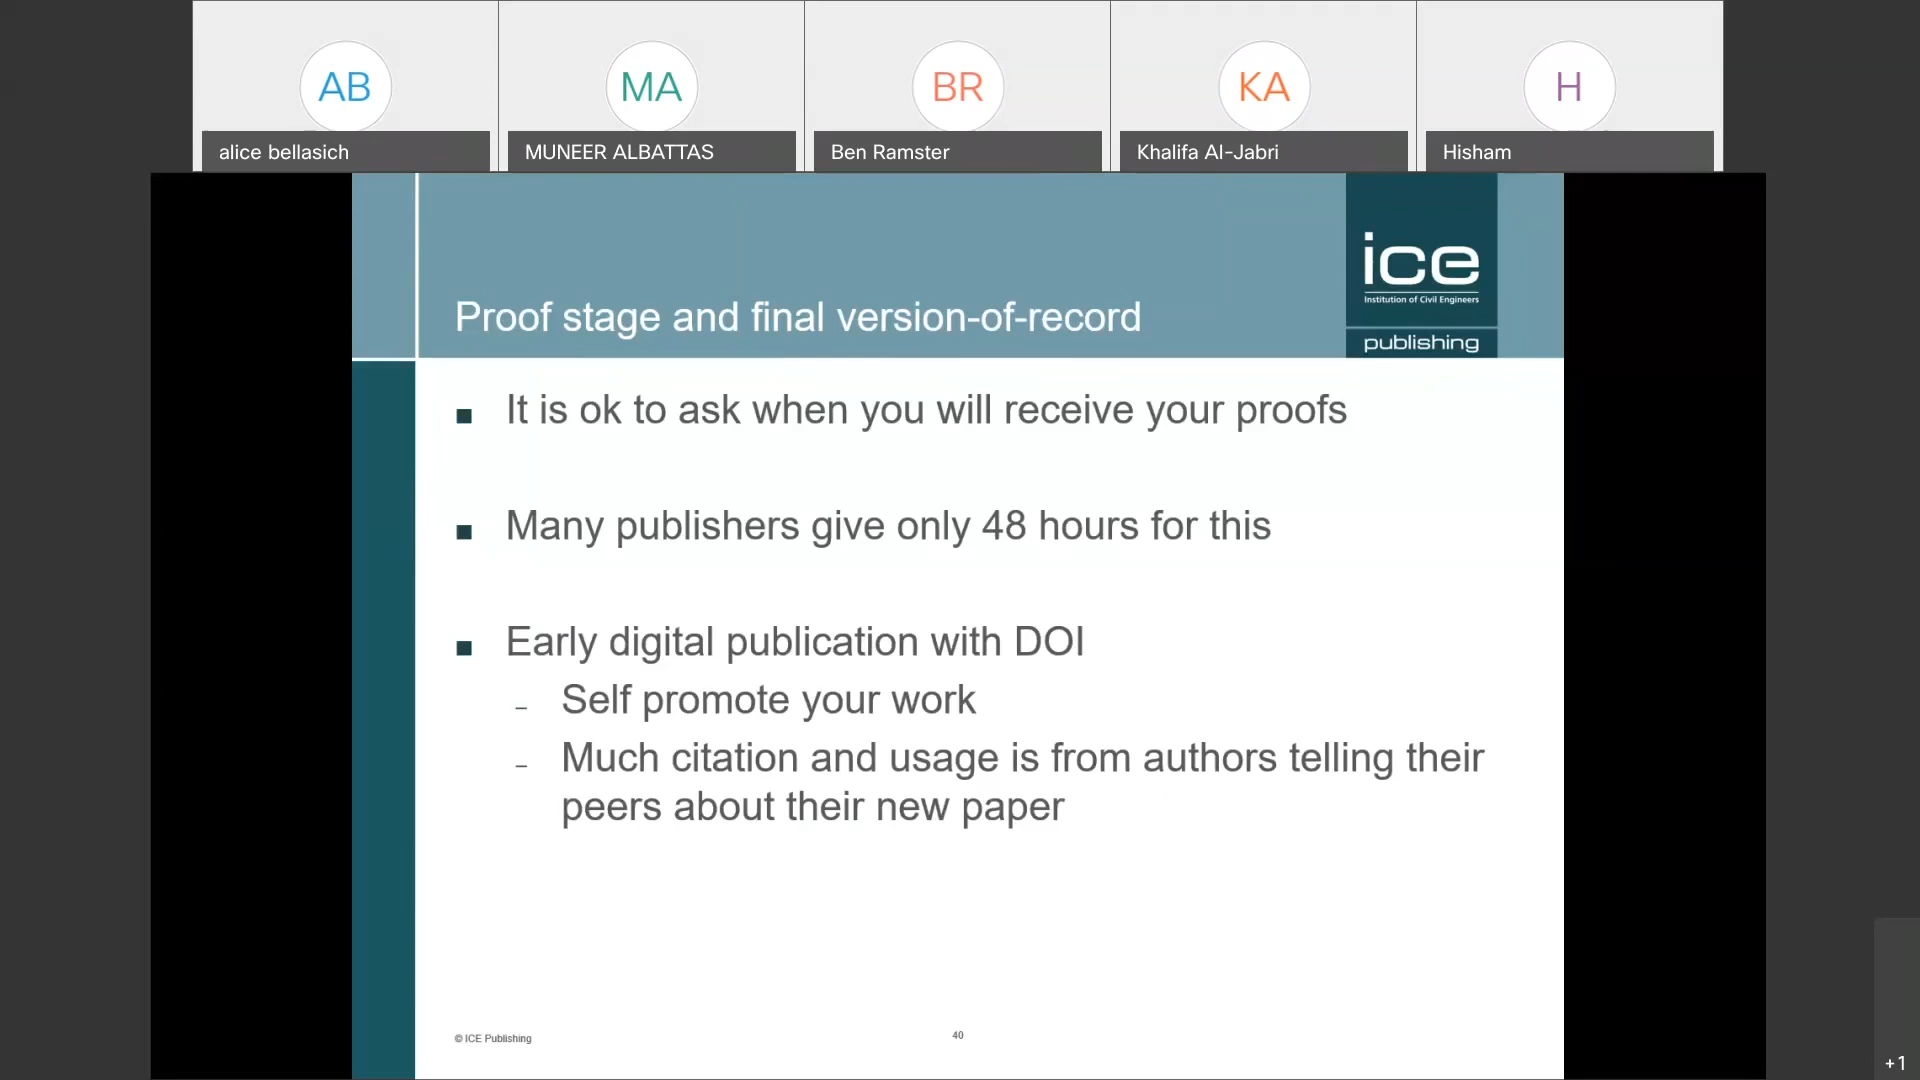 AB
MA
BR
KA
H
alice bellasich
MUNEER ALBATTAS
Ben Ramster
Khalifa Al-Jabri
Hisham
ice
Institution of Civil Engineers
publishing
Proof stage and final version-of-record
It is ok to ask when you will receive your proofs
Many publishers give only 48 hours for this
Early digital publication with DOI
– Self promote your work
– Much citation and usage is from authors telling their
peers about their new paper
© ICE Publishing
40
+1